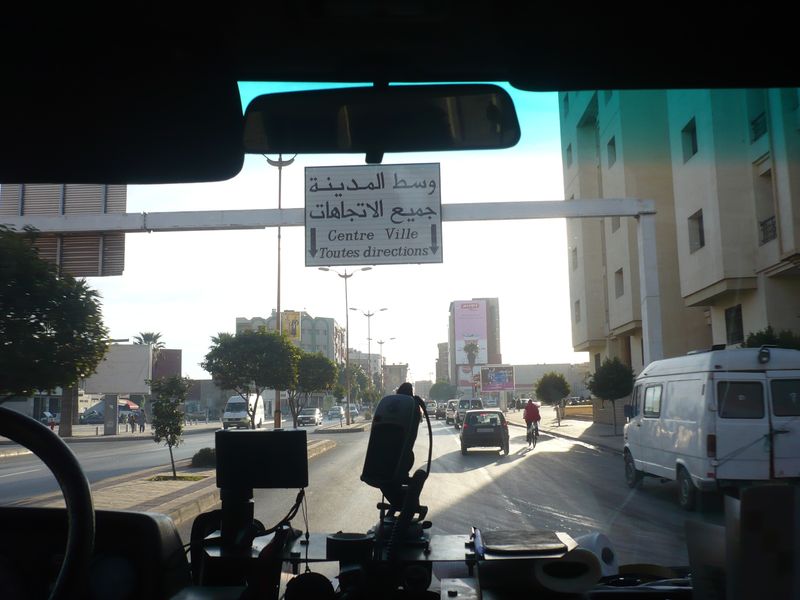 وسط المدينة
جميع الاتجاهات
Centre Ville
Toutes directions